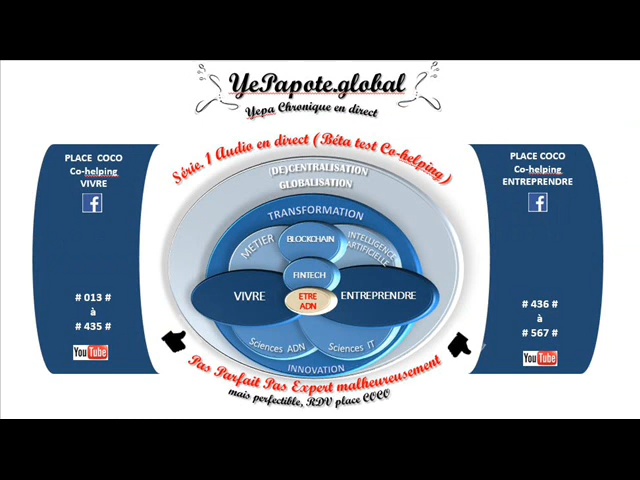 YePapote.global
Yepa Chronique en direct
Série, 1 Audio en direct (Béta test Co-helping)
PLACE COCO
Co-helping
VIVRE
# 013 #
à
# 435 #
YouTube
(DE)CENTRALISATION
GLOBALISATION
TRANSFORMATION
METIER
BLOCKCHAIN
INTELLIGENCE
ARTIFICIELLE
FINTECH
VIVRE
ETRE
ADN
ENTREPRENDRE
Sciences ADN
Sciences IT
INNOVATION
PLACE COCO
Co-helping
ENTREPRENDRE
# 436 #
à
# 567 #
YouTube
Pas Parfait Pas Expert malheureusement
mais perfectible, RDV place COCO